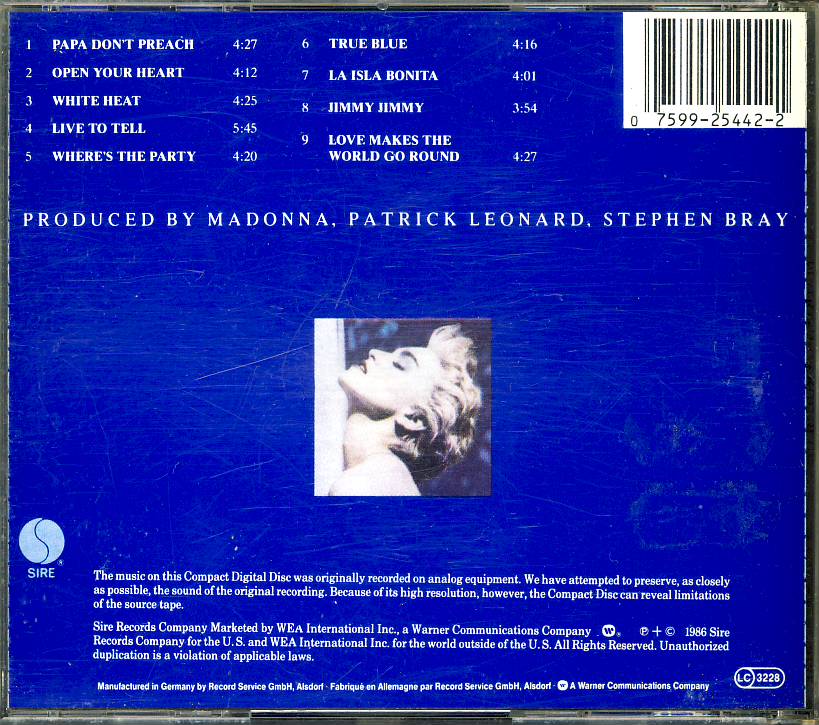 1 PAPA DON'T PREACH 4:27
2 OPEN YOUR HEART 4:12
3 WHITE HEAT 4:25
4 LIVE TO TELL 5:45
5 WHERE'S THE PARTY 4:20
6 TRUE BLUE 4:16
7 LA ISLA BONITA 4:01
8 JIMMY JIMMY 3:54
9 LOVE MAKES THE
WORLD GO ROUND 4:27
0 7599-25442-2
PRODUCED BY MADONNA, PATRICK LEONARD, STEPHEN BRAY
SIRE®
The music on this Compact Digital Disc was originally recorded on analog equipment. We have attempted to preserve, as closely
as possible, the sound of the original recording. Because of its high resolution, however, the Compact Disc can reveal limitations
of the source tape.
Sire Records Company Marketed by WEA International Inc., a Warner Communications Company. ℗ + © 1986 Sire
Records Company for the U.S. and WEA International Inc. for the world outside of the U.S. All Rights Reserved. Unauthorized
duplication is a violation of applicable laws.
Manufactured in Germany by Record Service GmbH, Alsdorf · Fabriqué en Allemagne par Record Service GmbH, Alsdorf · A Warner Communications Company
LC 3228